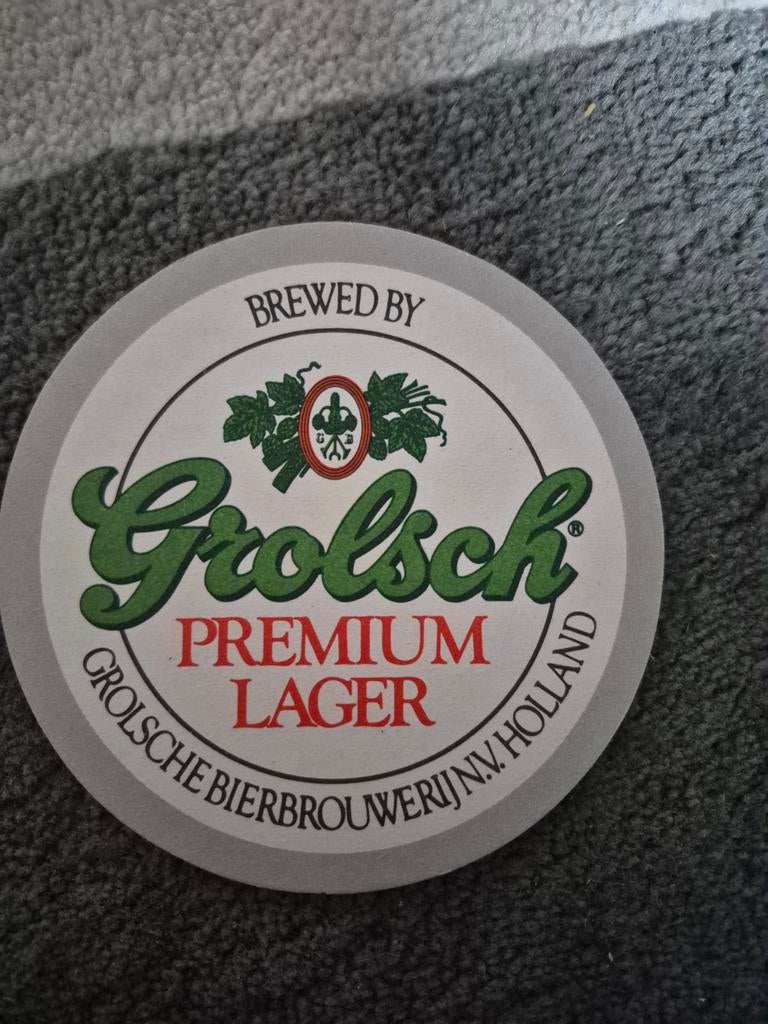 BREWED BY
G B
Grolsch®
PREMIUM
LAGER
GROLSCHE BIERBROUWERIJ N.V. HOLLAND